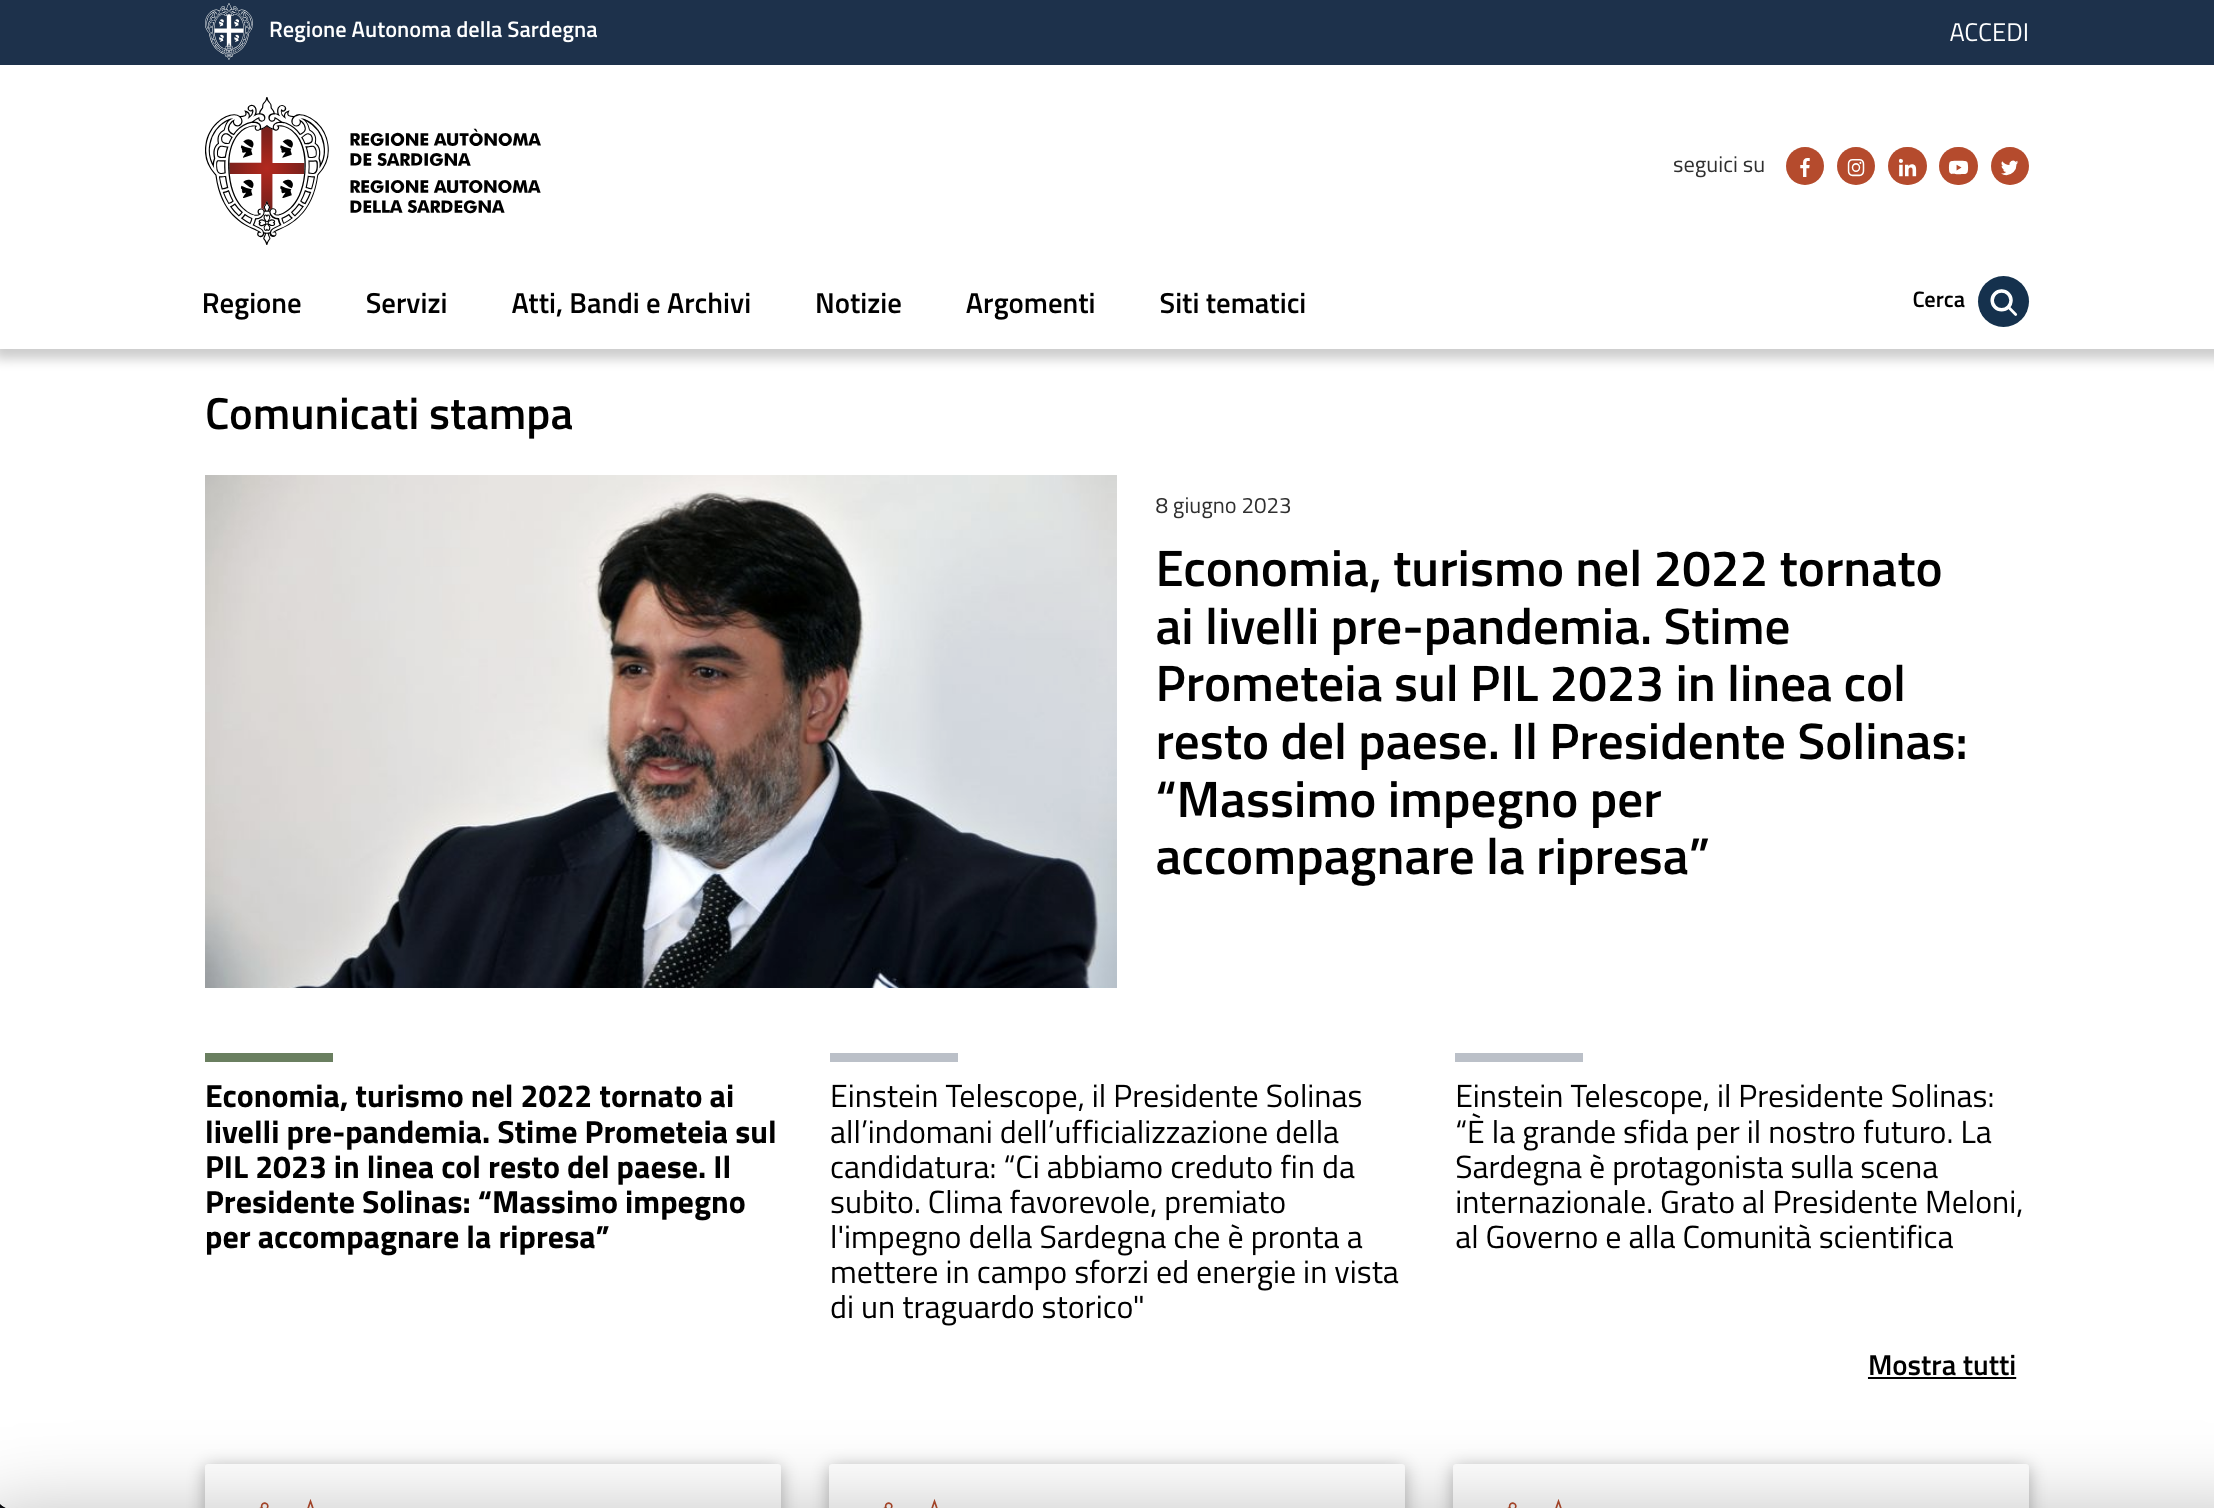 Regione Autonoma della Sardegna
ACCEDI
REGIONE AUTÒNOMA
DE SARDIGNA
REGIONE AUTONOMA
DELLA SARDEGNA
seguici su
Regione
Servizi
Atti, Bandi e Archivi
Notizie
Argomenti
Siti tematici
Cerca
Comunicati stampa
8 giugno 2023
Economia, turismo nel 2022 tornato
ai livelli pre-pandemia. Stime
Prometeia sul PIL 2023 in linea col
resto del paese. Il Presidente Solinas:
“Massimo impegno per
accompagnare la ripresa”
Economia, turismo nel 2022 tornato ai
livelli pre-pandemia. Stime Prometeia sul
PIL 2023 in linea col resto del paese. Il
Presidente Solinas: “Massimo impegno
per accompagnare la ripresa”
Einstein Telescope, il Presidente Solinas
all’indomani dell’ufficializzazione della
candidatura: “Ci abbiamo creduto fin da
subito. Clima favorevole, premiato
l'impegno della Sardegna che è pronta a
mettere in campo sforzi ed energie in vista
di un traguardo storico"
Einstein Telescope, il Presidente Solinas:
“È la grande sfida per il nostro futuro. La
Sardegna è protagonista sulla scena
internazionale. Grato al Presidente Meloni,
al Governo e alla Comunità scientifica
Mostra tutti